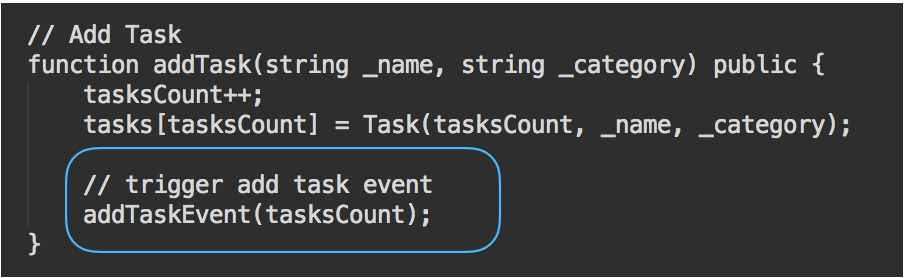 // Add Task
function addTask(string _name, string _category) public {
    tasksCount++;
    tasks[tasksCount] = Task(tasksCount, _name, _category);

    // trigger add task event
    addTaskEvent(tasksCount);
}